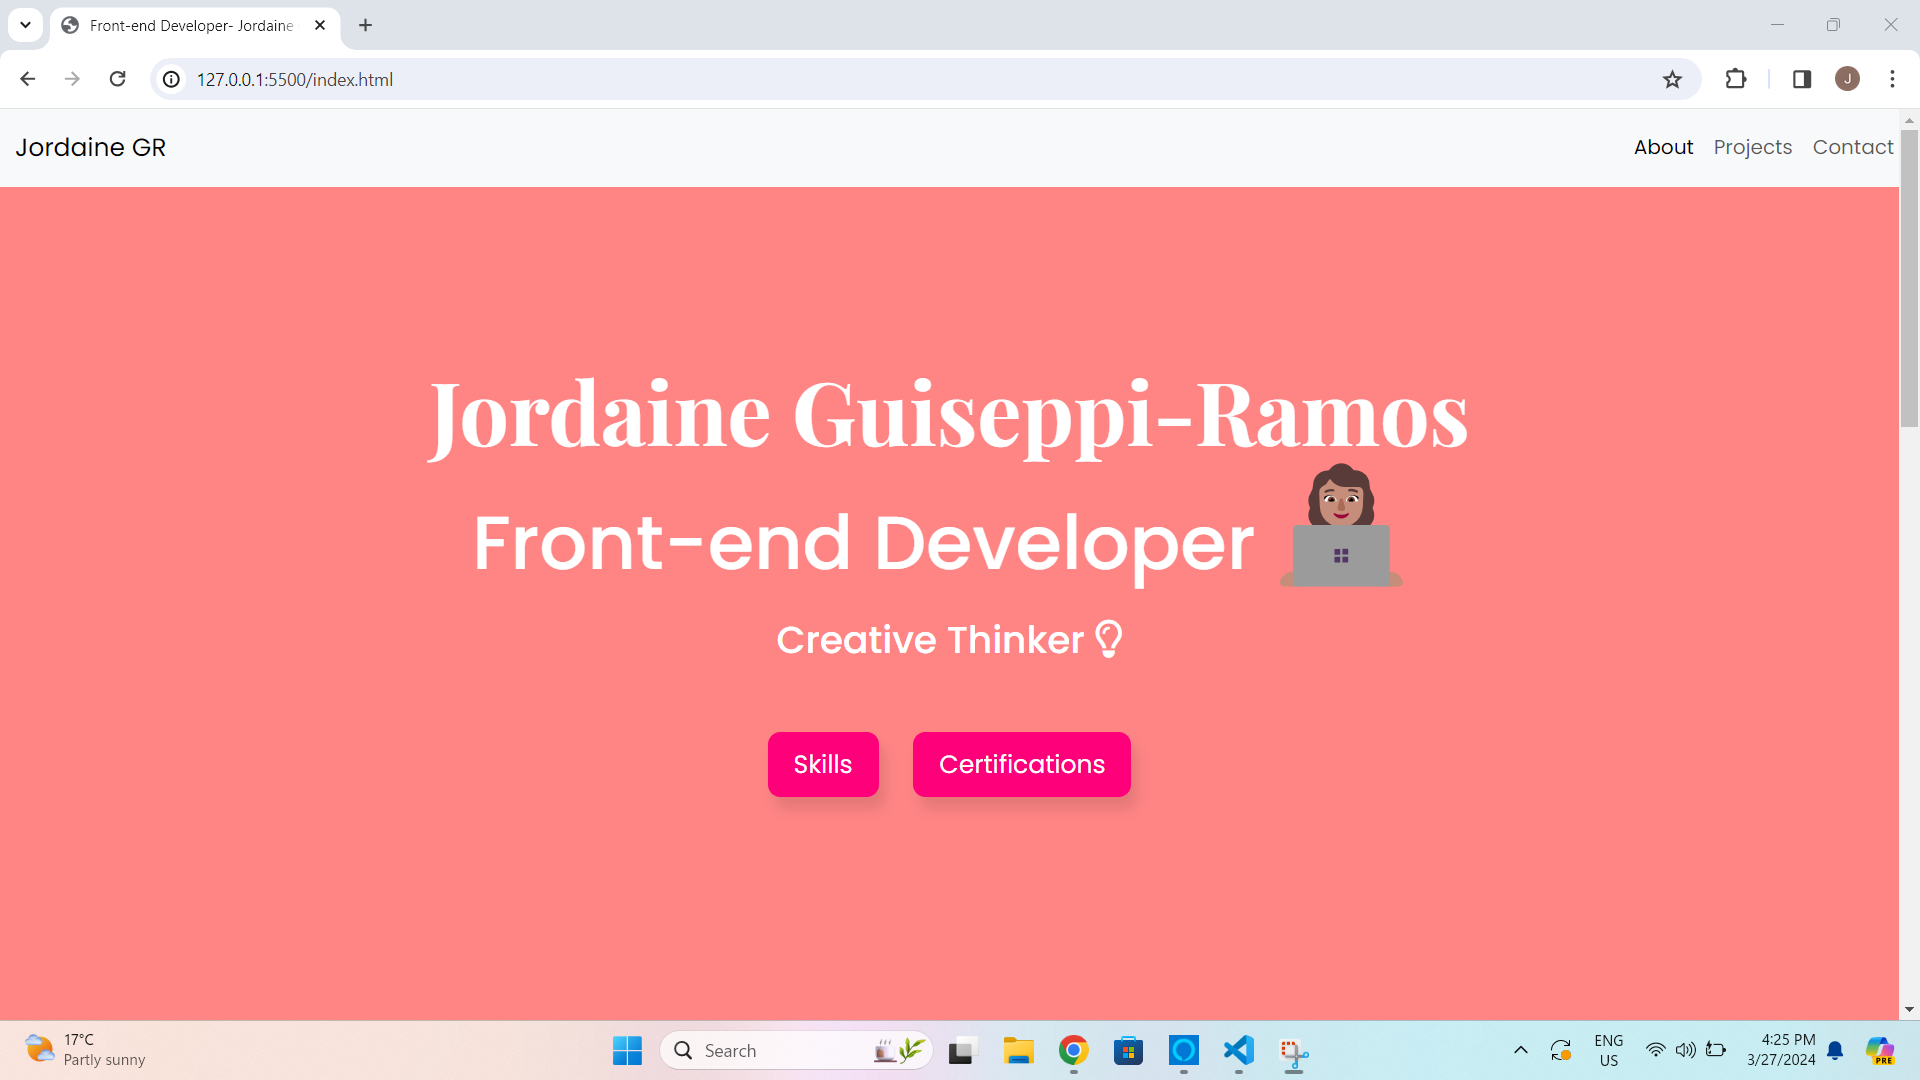 Front-end Developer- Jordaine
127.0.0.1:5500/index.html
J
Jordaine GR
About Projects Contact
Jordaine Guiseppi-Ramos
Front-end Developer
Creative Thinker
Skills Certifications
17°C
Partly sunny
Search
ENG
US
4:25 PM
3/27/2024
PRE